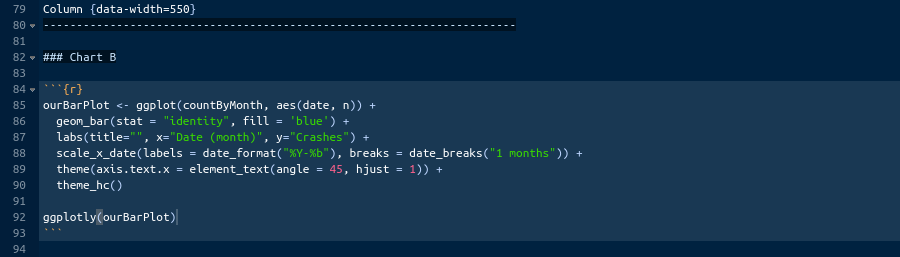 79 Column {data-width=550}
80 -----------------------------------------------------------------------
81
82 ### Chart B
83
84 ```{r}
85 ourBarPlot <- ggplot(countByMonth, aes(date, n)) +
86   geom_bar(stat = "identity", fill = 'blue') +
87   labs(title="", x="Date (month)", y="Crashes") +
88   scale_x_date(labels = date_format("%Y-%b"), breaks = date_breaks("1 months")) +
89   theme(axis.text.x = element_text(angle = 45, hjust = 1)) +
90   theme_hc()
91
92 ggplotly(ourBarPlot)
93 ```
94